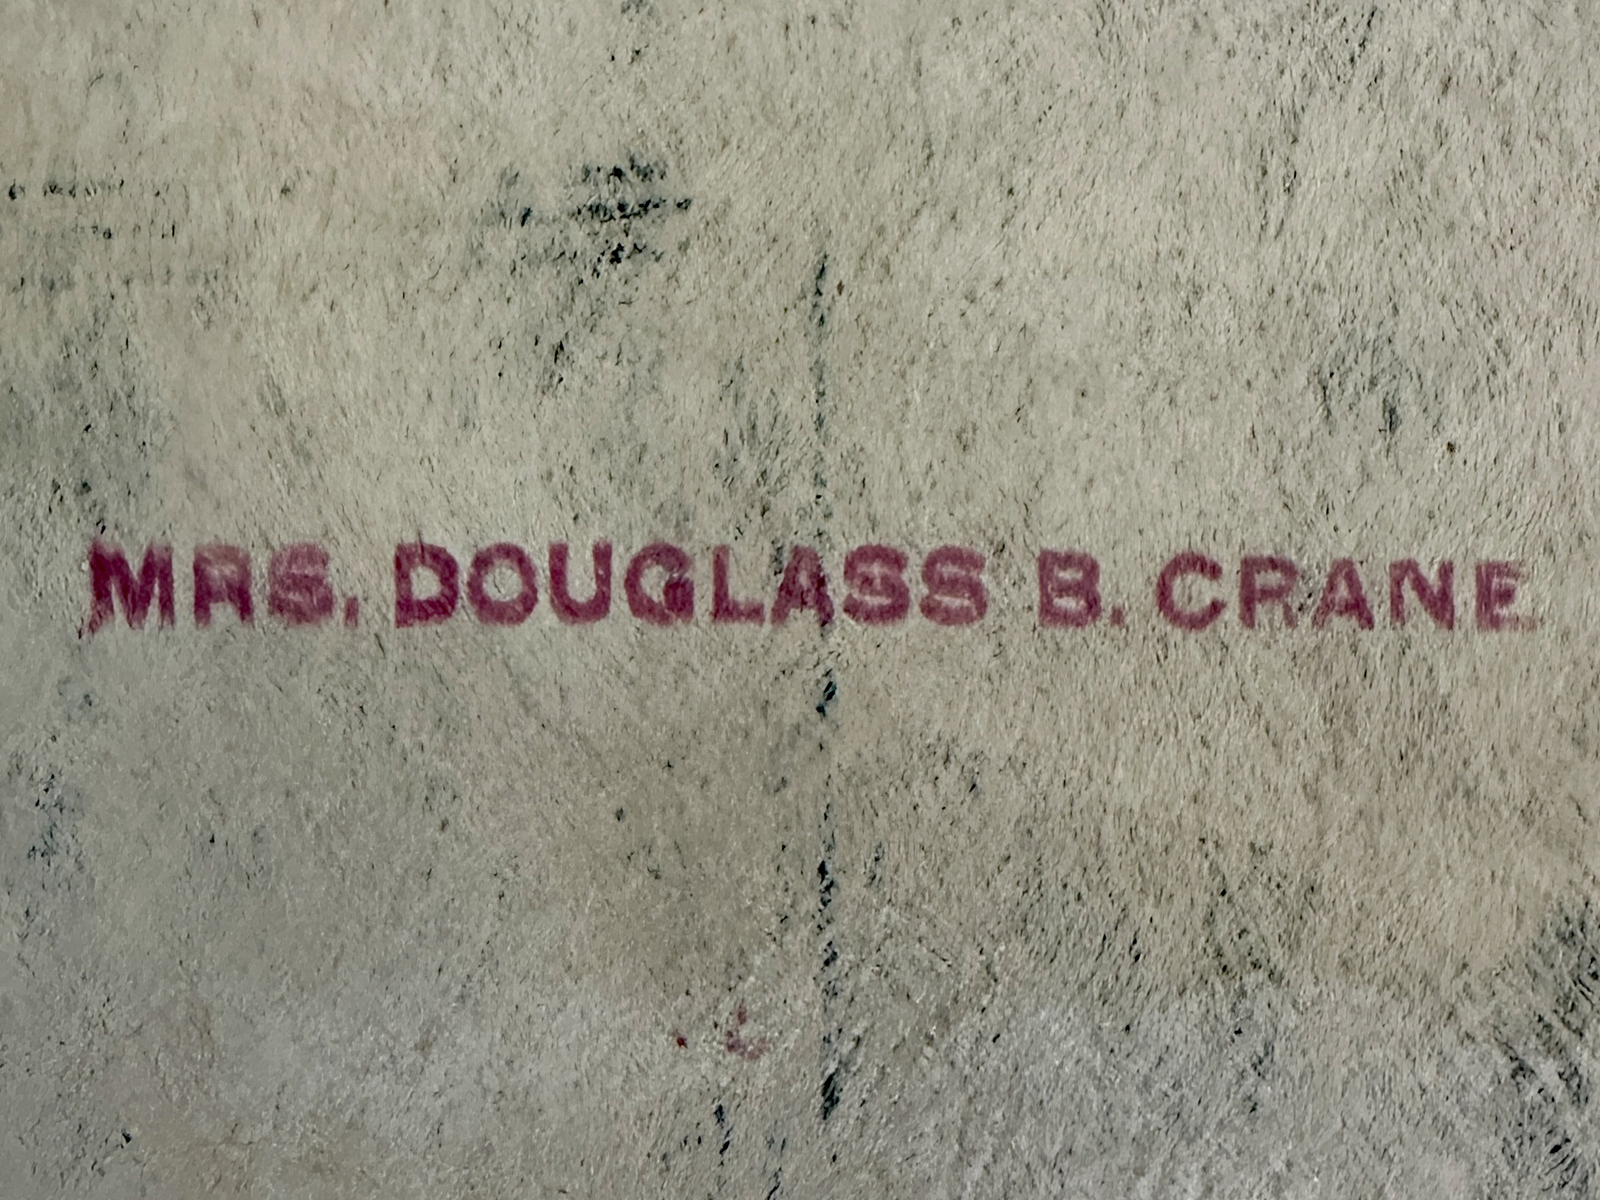 MRS. DOUGLASS B. CRANE